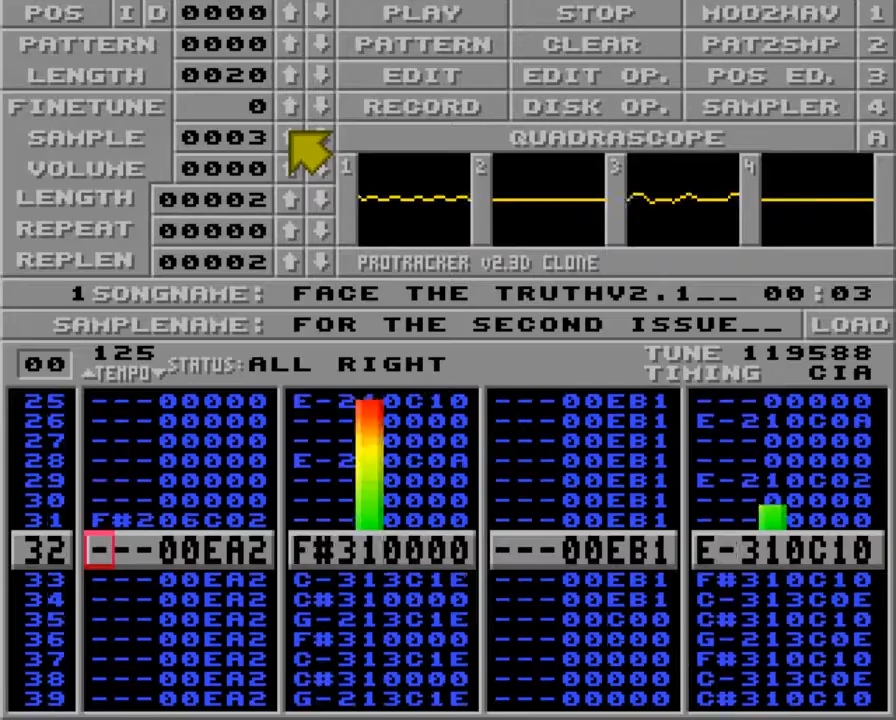 POS I D 0000 PLAY STOP MOD2WAV 1
PATTERN 0000 PATTERN CLEAR PAT2SMP 2
LENGTH 0020 EDIT EDIT OP. POS ED. 3
FINETUNE 0 RECORD DISK OP. SAMPLER 4
SAMPLE 0003 QUADRASCOPE A
VOLUME 0000 1 2 3 4
LENGTH 00002
REPEAT 00000
REPLEN 00002 PROTRACKER V2.3D CLONE
1 SONGNAME: FACE THE TRUTHV2.1__ 00:03
SAMPLENAME: FOR THE SECOND ISSUE__ LOAD
00 125 TEMPO STATUS: ALL RIGHT TUNE 119588
TIMING CIA
25 ---00000 ---00EB1 ---00000
26 ---00000 ---00EB1 E-210C0A
27 ---00000 ---00EB1 ---00000
28 ---00000 ---00EB1 E-210C02
29 ---00000 ---00EB1
30 ---00000 ---00EB1
31 F#206C02 ---00EB1
32 ---00EA2 F#310000 ---00EB1 E-310C10
33 ---00EA2 C-313C1E ---00EB1 F#310C10
34 ---00EA2 C#310000 ---00EB1 C-313C0E
35 ---00EA2 G-213C1E ---00C00 C#310C10
36 ---00EA2 F#310000 ---00000 G-213C0E
37 ---00EA2 C-313C1E ---00000 F#310C10
38 ---00EA2 C#310000 ---00000 C-313C0E
39 ---00EA2 G-213C1E ---00000 C#310C10